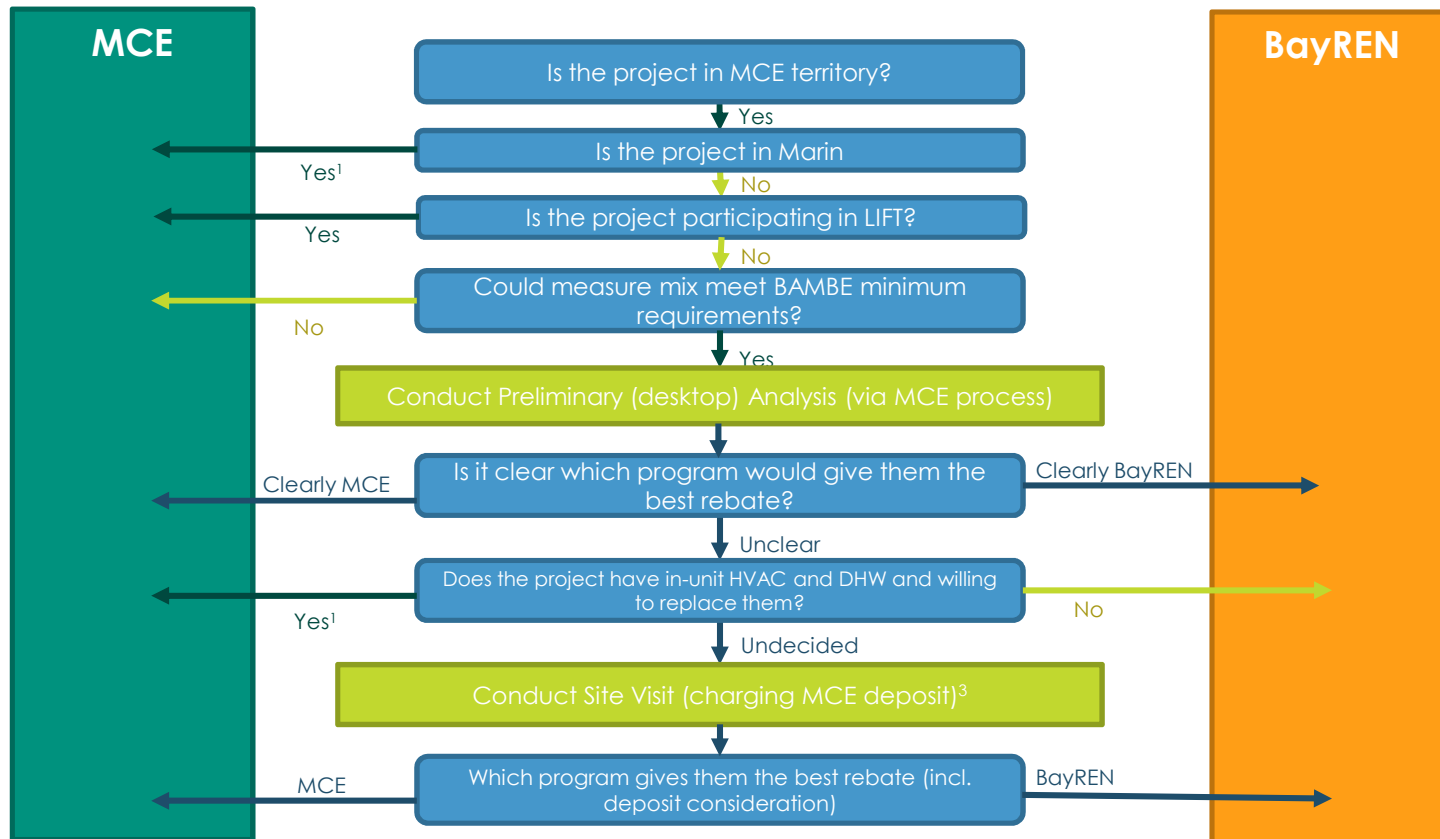 MCE
BayREN
Is the project in MCE territory?
Yes
Is the project in Marin
Yes¹
No
Is the project participating in LIFT?
Yes
No
Could measure mix meet BAMBE minimum
requirements?
No
Yes
Conduct Preliminary (desktop) Analysis (via MCE process)
Is it clear which program would give them the
best rebate?
Clearly MCE
Clearly BayREN
Unclear
Does the project have in-unit HVAC and DHW and willing
to replace them?
Yes¹
No
Undecided
Conduct Site Visit (charging MCE deposit)³
Which program gives them the best rebate (incl.
deposit consideration)
MCE
BayREN